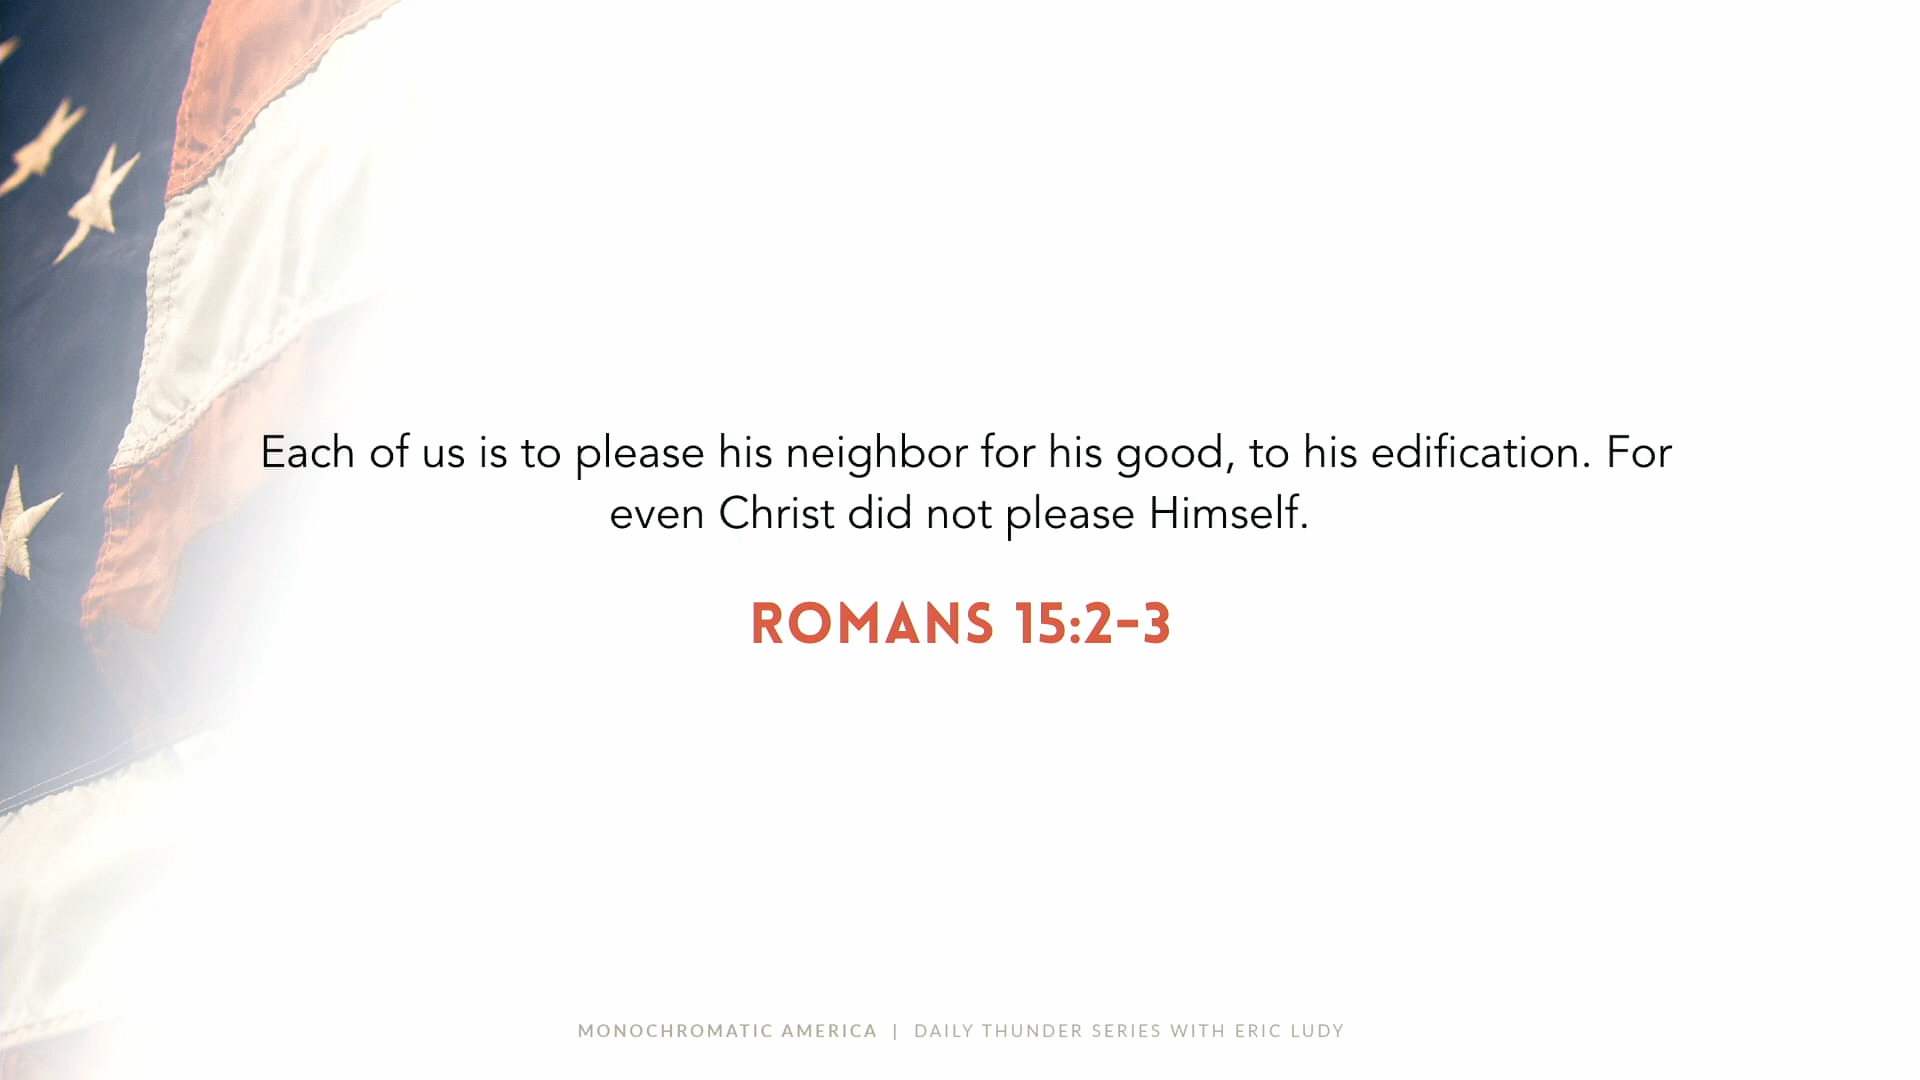 Each of us is to please his neighbor for his good, to his edification. For
even Christ did not please Himself.
ROMANS 15:2-3
MONOCHROMATIC AMERICA | DAILY THUNDER SERIES WITH ERIC LUDY